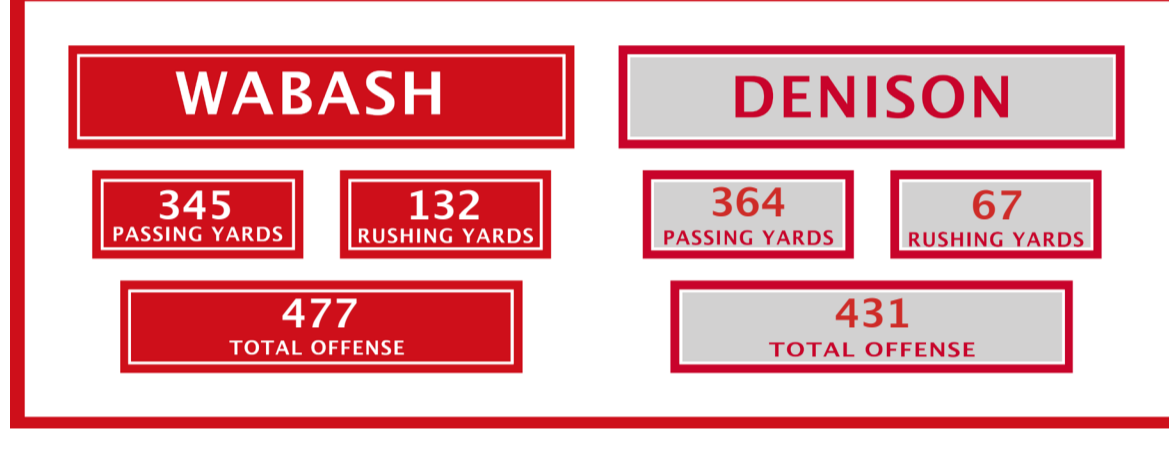 WABASH
345
PASSING YARDS
132
RUSHING YARDS
477
TOTAL OFFENSE
DENISON
364
PASSING YARDS
67
RUSHING YARDS
431
TOTAL OFFENSE